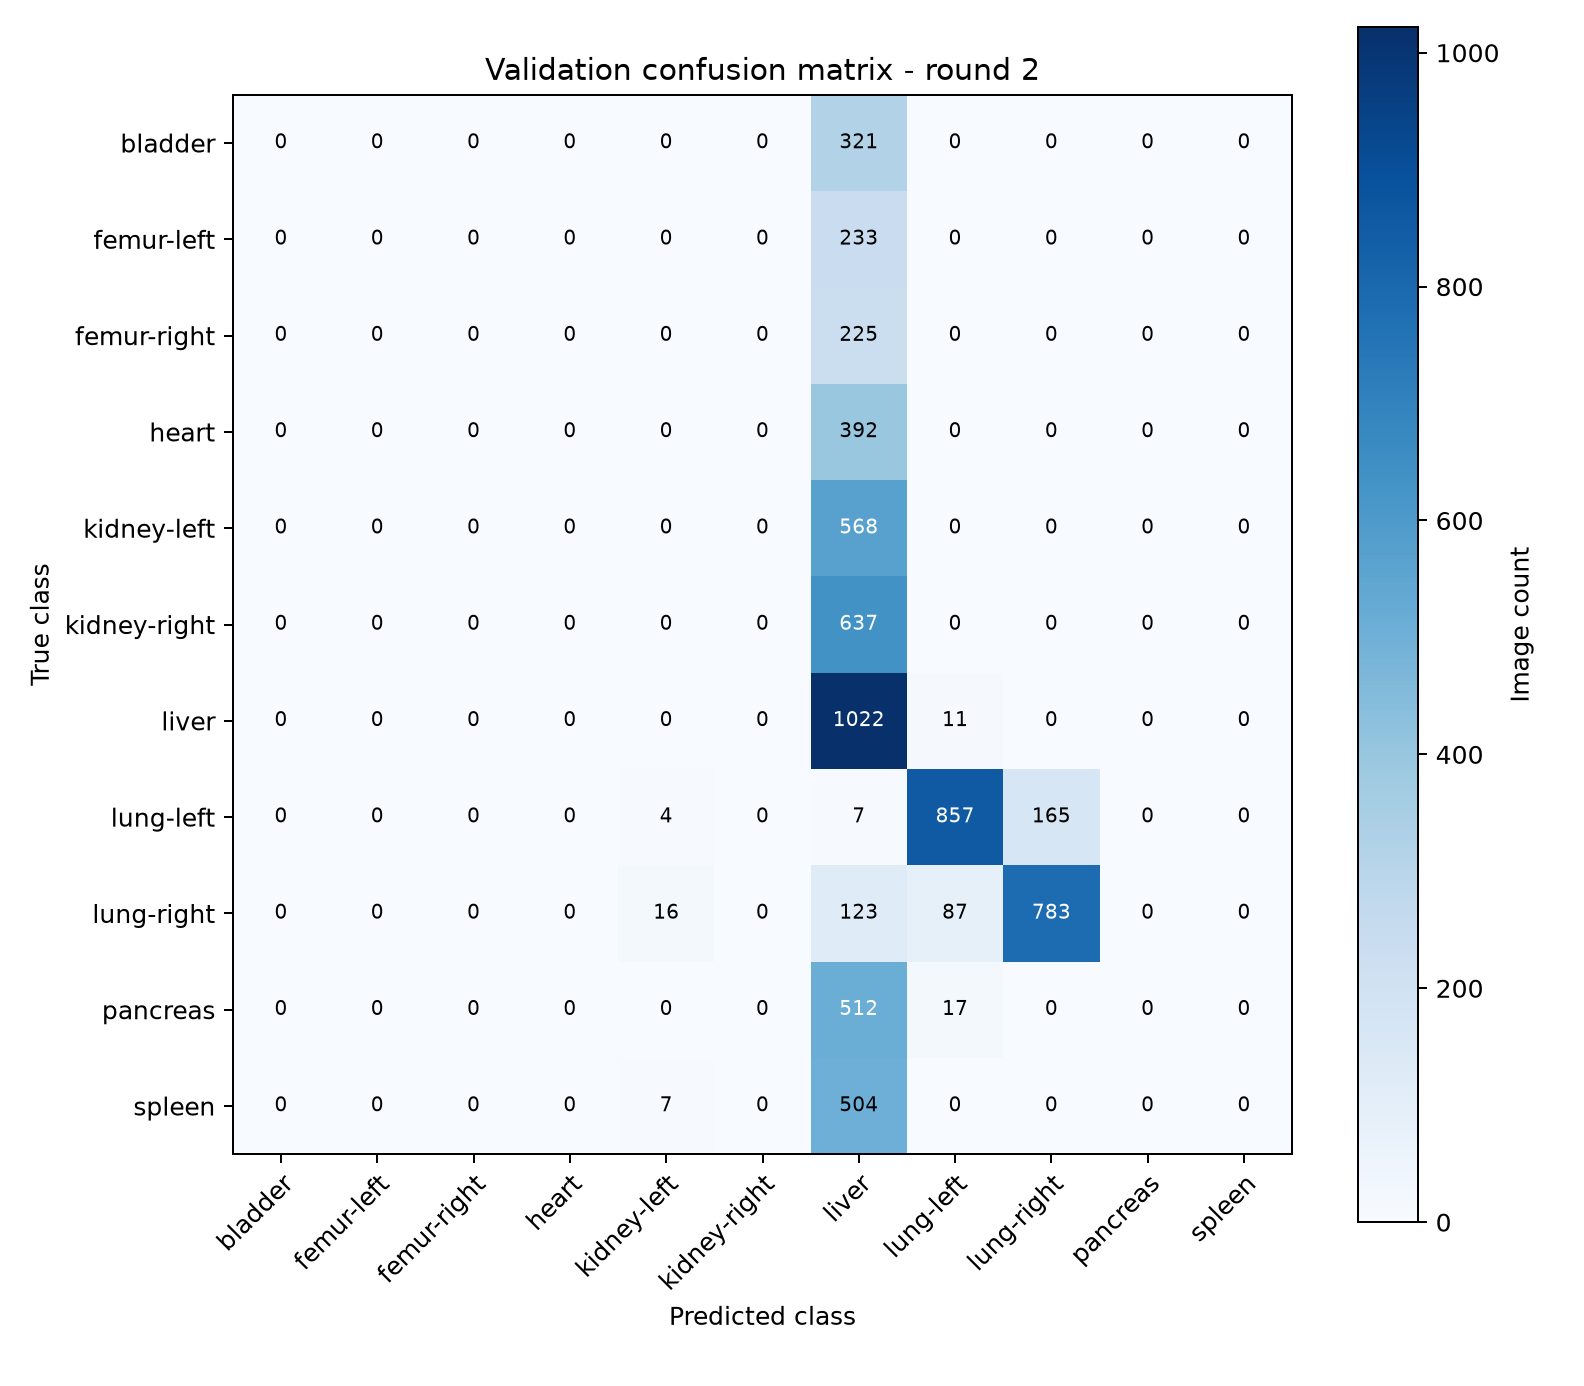 Validation confusion matrix - round 2
bladder 0 0 0 0 0 0 321 0 0 0 0
femur-left 0 0 0 0 0 0 233 0 0 0 0
femur-right 0 0 0 0 0 0 225 0 0 0 0
heart 0 0 0 0 0 0 392 0 0 0 0
kidney-left 0 0 0 0 0 0 568 0 0 0 0
kidney-right 0 0 0 0 0 0 637 0 0 0 0
liver 0 0 0 0 0 0 1022 11 0 0 0
lung-left 0 0 0 0 4 0 7 857 165 0 0
lung-right 0 0 0 0 16 0 123 87 783 0 0
pancreas 0 0 0 0 0 0 512 17 0 0 0
spleen 0 0 0 0 7 0 504 0 0 0 0
True class
bladder femur-left femur-right heart kidney-left kidney-right liver lung-left lung-right pancreas spleen
Predicted class
1000
800
600
400
200
0
Image count